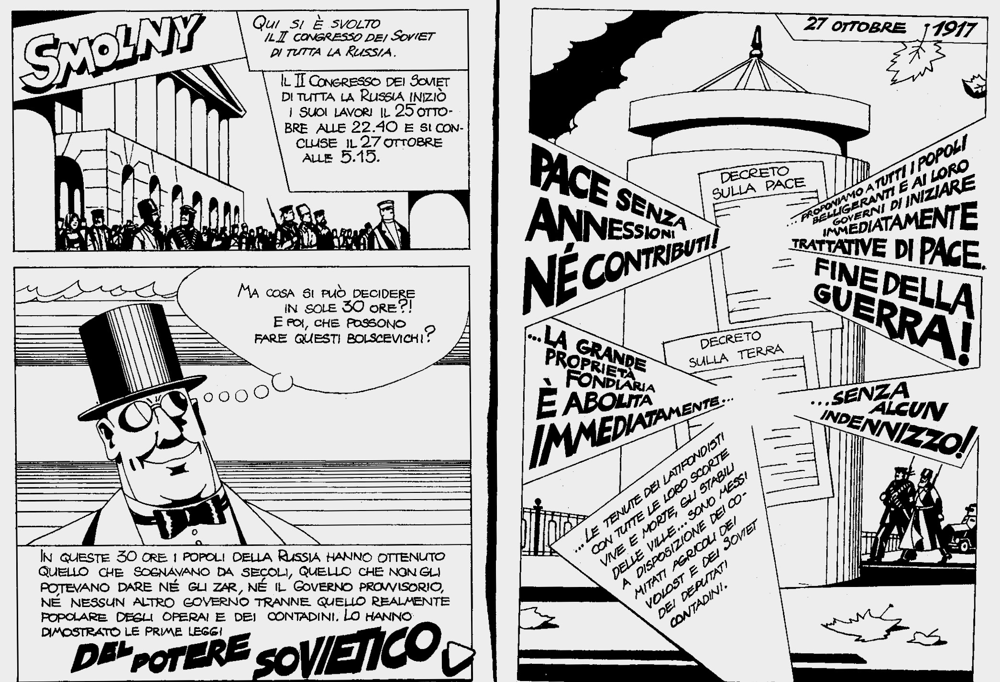 SMOLNY
QUI SI È SVOLTO
IL II CONGRESSO DEI SOVIET
DI TUTTA LA RUSSIA.
IL II CONGRESSO DEI SOVIET
DI TUTTA LA RUSSIA INIZIÒ
I SUOI LAVORI IL 25 OTTO-
BRE ALLE 22.40 E SI CON-
CLUSE IL 27 OTTOBRE
ALLE 5.15.
MA COSA SI PUÒ DECIDERE
IN SOLE 30 ORE?!
E POI, CHE POSSONO
FARE QUESTI BOLSCEVICHI?
IN QUESTE 30 ORE I POPOLI DELLA RUSSIA HANNO OTTENUTO
QUELLO CHE SOGNAVANO DA SECOLI, QUELLO CHE NON GLI
POTEVANO DARE NÉ GLI ZAR, NÉ IL GOVERNO PROVVISORIO,
NÉ NESSUN ALTRO GOVERNO TRANNE QUELLO REALMENTE
POPOLARE DEGLI OPERAI E DEI CONTADINI. LO HANNO
DIMOSTRATO LE PRIME LEGGI
DEL POTERE SOVIETICO
27 OTTOBRE 1917
PACE SENZA
ANNESSIONI
NÉ CONTRIBUTI!
DECRETO
SULLA PACE
...PROPONIAMO A TUTTI I POPOLI
BELLIGERANTI E AI LORO
GOVERNI DI INIZIARE
IMMEDIATAMENTE
TRATTATIVE DI PACE.
FINE DELLA
GUERRA!
...LA GRANDE
PROPRIETÀ
FONDIARIA
È ABOLITA
IMMEDIATAMENTE...
DECRETO
SULLA TERRA
...SENZA
ALCUN
INDENNIZZO!
...LE TENUTE DEI LATIFONDISTI
CON TUTTE LE LORO SCORTE
VIVE E MORTE, GLI STABILI
DELLE VILLE... SONO MESSI
A DISPOSIZIONE DEI CO-
MITATI AGRICOLI DEI
VOLOST E DEI SOVIET
DEI DEPUTATI
CONTADINI.